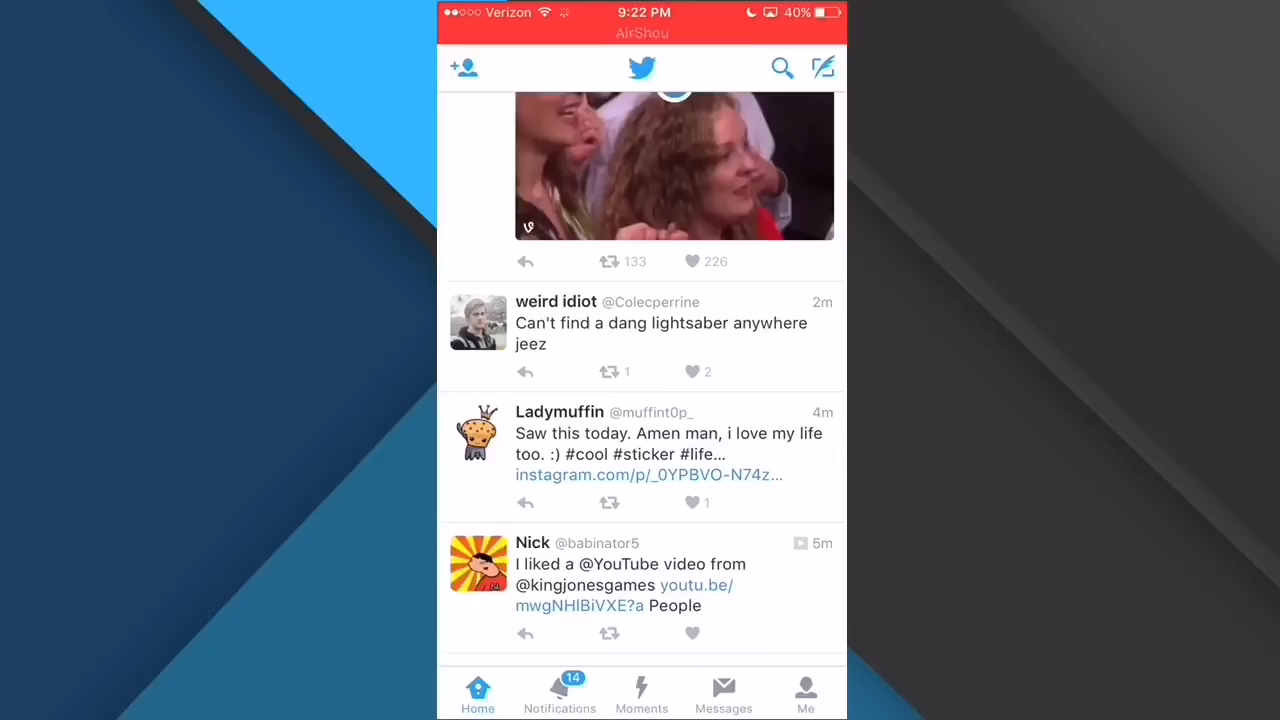 Verizon 9:22 PM 40%
AirShou
133 226
weird idiot @Colecperrine 2m
Can't find a dang lightsaber anywhere
jeez
1 2
Ladymuffin @muffint0p_ 4m
Saw this today. Amen man, i love my life
too. :) #cool #sticker #life...
instagram.com/p/_0YPBVO-N74z...
1
Nick @babinator5 5m
I liked a @YouTube video from
@kingjonesgames youtu.be/
mwgNHlBiVXE?a People
14
Home Notifications Moments Messages Me